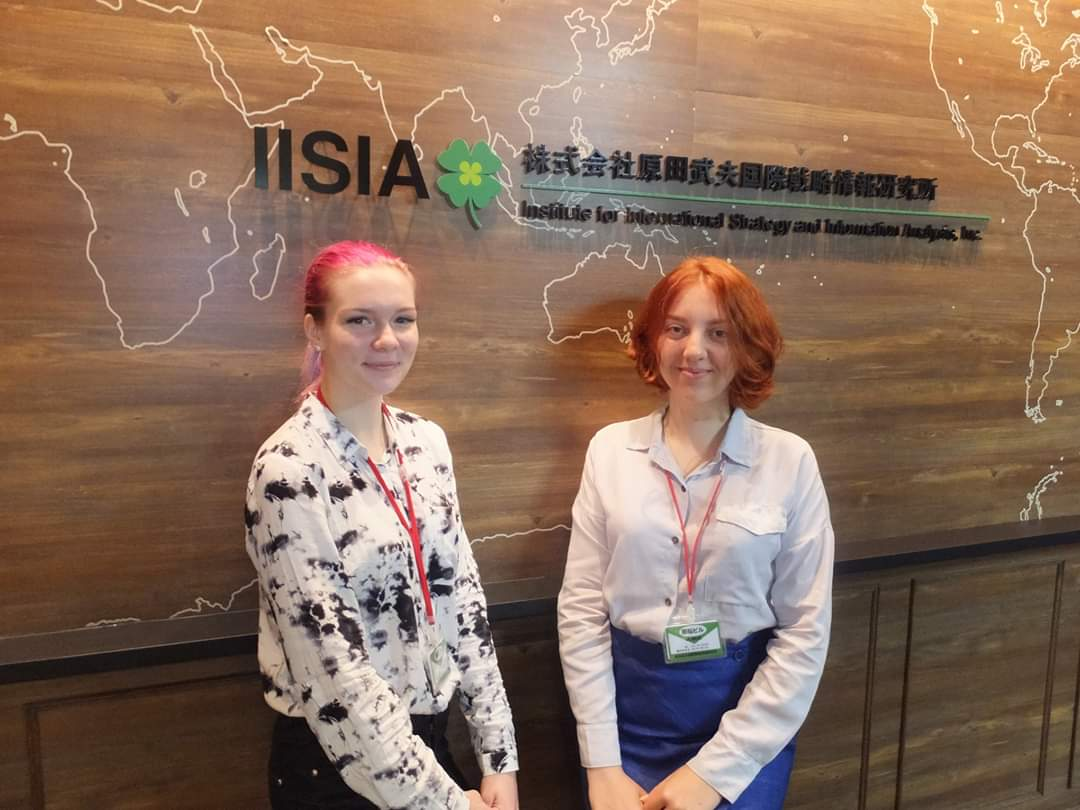 IISIA
株式会社原田武夫国際戦略情報研究所
Institute for International Strategy and Information Analysis, Inc.